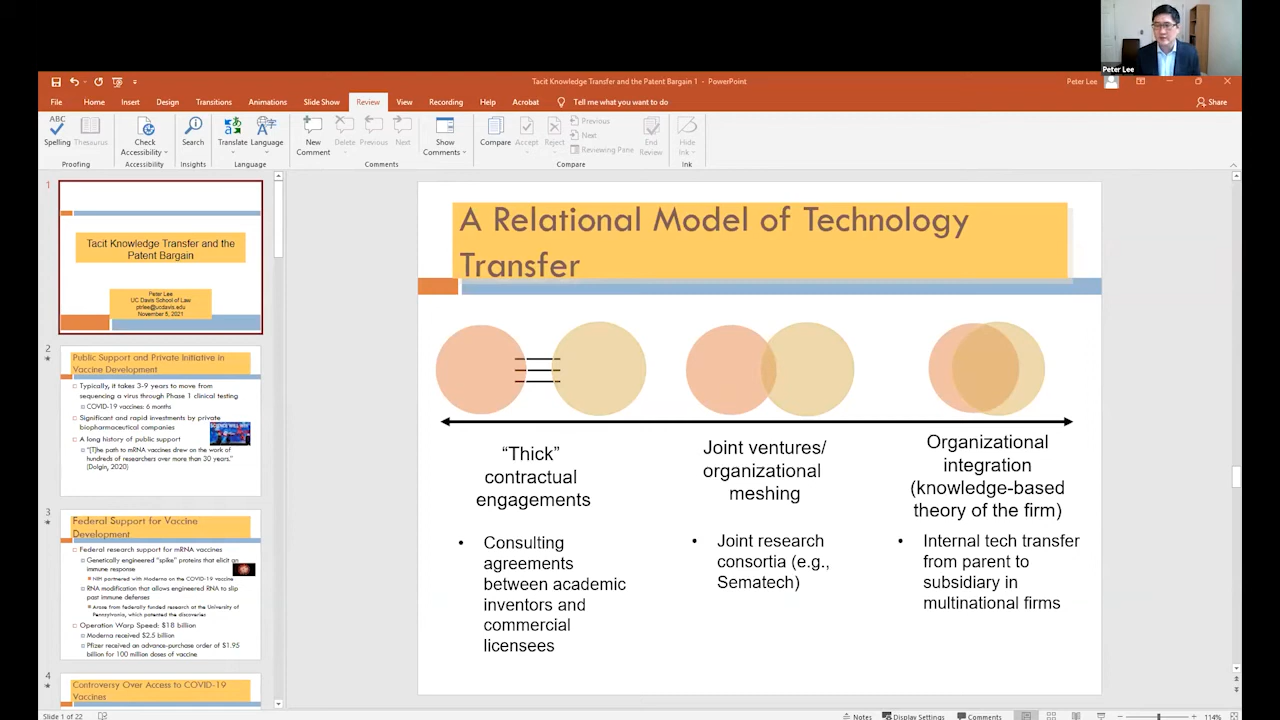 Peter Lee
Tacit Knowledge Transfer and the Patent Bargain 1 - PowerPoint
Peter Lee
File Home Insert Design Transitions Animations Slide Show Review View Recording Help Acrobat Tell me what you want to do Share
ABC
Spelling Thesaurus
Proofing
Check
Accessibility
Accessibility
Search
Insights
Translate Language
Language
New
Comment
Delete Previous Next
Show
Comments
Comments
Compare Accept Reject
Previous
Next
Reviewing Pane
End
Review
Compare
Hide
Ink
Ink
1
Tacit Knowledge Transfer and the
Patent Bargain
Peter Lee
UC Davis School of Law
ptrlee@ucdavis.edu
November 5, 2021
2
Public Support and Private Initiative in
Vaccine Development
Typically, it takes 3-9 years to move from
sequencing a virus through Phase 1 clinical testing
COVID-19 vaccines: 6 months
Significant and rapid investments by private
biopharmaceutical companies
A long history of public support
"[T]he path to mRNA vaccines drew on the work of
hundreds of researchers over more than 30 years."
(Dolgin, 2020)
3
Federal Support for Vaccine
Development
Federal research support for mRNA vaccines
Genetically engineered "spike" proteins that elicit an
immune response
NIH partnered with Moderna on the COVID-19 vaccine
RNA modification that allows engineered RNA to slip
past immune defenses
Arose from federally funded research at the University of
Pennsylvania, which patented the discoveries
Operation Warp Speed: $18 billion
Moderna received $2.5 billion
Pfizer received an advance-purchase order of $1.95
billion for 100 million doses of vaccine
4
Controversy Over Access to COVID-19
Vaccines
A Relational Model of Technology
Transfer
"Thick"
contractual
engagements
• Consulting
agreements
between academic
inventors and
commercial
licensees
Joint ventures/
organizational
meshing
• Joint research
consortia (e.g.,
Sematech)
Organizational
integration
(knowledge-based
theory of the firm)
• Internal tech transfer
from parent to
subsidiary in
multinational firms
Slide 1 of 22
Notes Display Settings Comments 114%